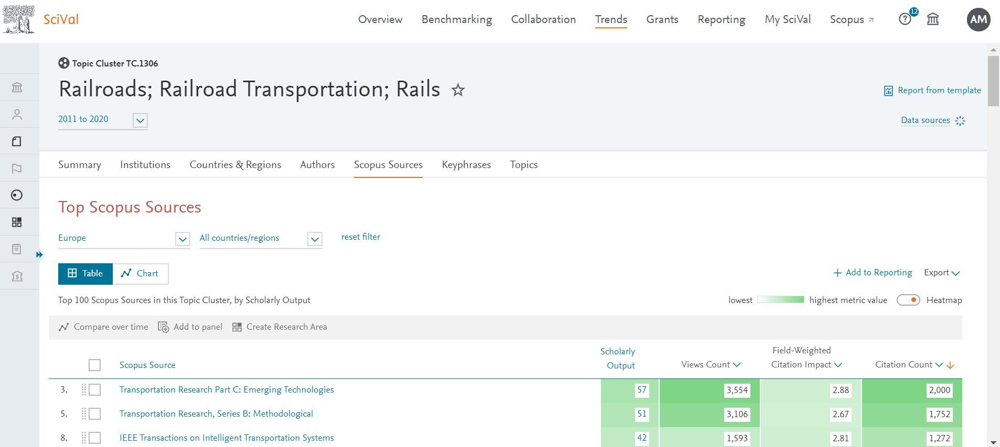 SciVal
Overview Benchmarking Collaboration Trends Grants Reporting My SciVal Scopus 12 AM
Topic Cluster TC.1306
Railroads; Railroad Transportation; Rails
Report from template
2011 to 2020
Data sources
Summary Institutions Countries & Regions Authors Scopus Sources Keyphrases Topics
Top Scopus Sources
Europe All countries/regions reset filter
Table Chart
Add to Reporting Export
Top 100 Scopus Sources in this Topic Cluster, by Scholarly Output
lowest highest metric value Heatmap
Compare over time Add to panel Create Research Area
Scopus Source
Scholarly
Output
Views Count
Field-Weighted
Citation Impact
Citation Count
3. Transportation Research Part C: Emerging Technologies 57 3,554 2.88 2,000
5. Transportation Research, Series B: Methodological 51 3,106 2.67 1,752
8. IEEE Transactions on Intelligent Transportation Systems 42 1,593 2.81 1,272